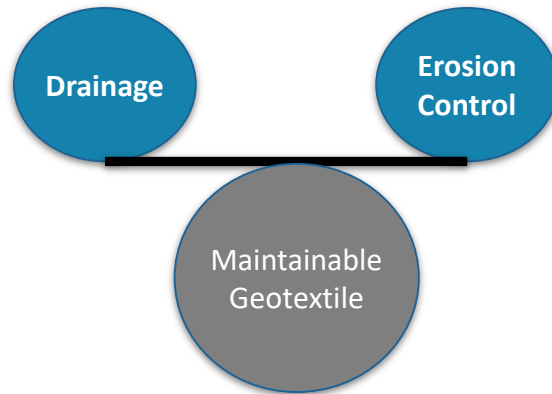 Drainage
Erosion
Control
Maintainable
Geotextile